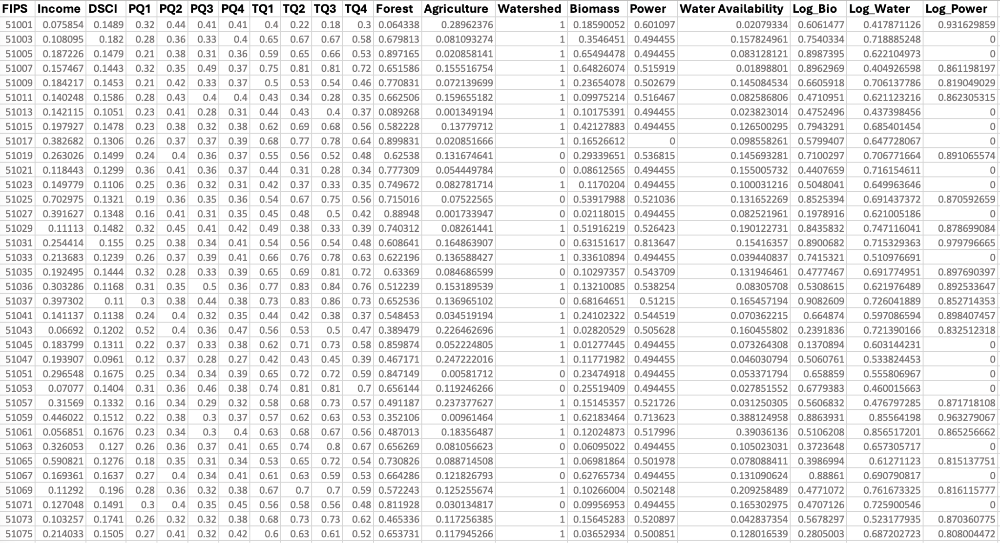 FIPS Income DSCI PQ1 PQ2 PQ3 PQ4 TQ1 TQ2 TQ3 TQ4 Forest Agriculture Watershed Biomass Power Water Availability Log_Bio Log_Water Log_Power
51001 0.075854 0.1489 0.32 0.44 0.41 0.41 0.4 0.22 0.18 0.3 0.064338 0.28962376 1 0.18590052 0.601097 0.02079334 0.6061477 0.417871126 0.931629859
51003 0.108095 0.182 0.28 0.36 0.33 0.4 0.65 0.67 0.67 0.58 0.679813 0.081093274 1 0.3546451 0.494455 0.157824961 0.7540334 0.718885248 0
51005 0.187226 0.1479 0.21 0.38 0.31 0.36 0.59 0.65 0.66 0.53 0.897165 0.020858141 1 0.65494478 0.494455 0.083128121 0.8987395 0.622104973 0
51007 0.157467 0.1443 0.32 0.35 0.49 0.37 0.75 0.81 0.81 0.72 0.651586 0.155516754 1 0.64826074 0.515919 0.01898801 0.8962969 0.404926598 0.861198197
51009 0.184217 0.1453 0.21 0.42 0.33 0.37 0.5 0.53 0.54 0.46 0.770831 0.072139699 1 0.23654078 0.502679 0.145084534 0.6605918 0.706137786 0.819049029
51011 0.140248 0.1586 0.28 0.43 0.4 0.4 0.43 0.34 0.28 0.35 0.662506 0.159655182 1 0.09975214 0.516467 0.082586806 0.4710951 0.621123216 0.862305315
51013 0.142115 0.1051 0.23 0.41 0.28 0.31 0.44 0.43 0.4 0.37 0.089268 0.001349194 1 0.10175391 0.494455 0.023823014 0.4752496 0.437398456 0
51015 0.197927 0.1478 0.23 0.38 0.32 0.38 0.62 0.69 0.68 0.56 0.582228 0.13779712 1 0.42127883 0.494455 0.126500295 0.7943291 0.685401454 0
51017 0.382682 0.1306 0.26 0.37 0.37 0.39 0.68 0.77 0.78 0.64 0.899831 0.020851666 1 0.16526612 0 0.098558261 0.5799407 0.647728067 0
51019 0.263026 0.1499 0.24 0.4 0.36 0.37 0.55 0.56 0.52 0.48 0.62538 0.131674641 0 0.29339651 0.536815 0.145693281 0.7100297 0.706771664 0.891065574
51021 0.118443 0.1299 0.36 0.41 0.36 0.37 0.44 0.31 0.28 0.34 0.777309 0.054449784 0 0.08612565 0.494455 0.155005732 0.4407659 0.716154611 0
51023 0.149779 0.1106 0.25 0.36 0.32 0.31 0.42 0.37 0.33 0.35 0.749672 0.082781714 1 0.1170204 0.494455 0.100031216 0.5048041 0.649963646 0
51025 0.702975 0.1321 0.19 0.36 0.35 0.36 0.54 0.67 0.75 0.56 0.715016 0.07522565 0 0.53917988 0.521036 0.131652269 0.8525394 0.691437372 0.870592659
51027 0.391627 0.1348 0.16 0.41 0.31 0.35 0.45 0.48 0.5 0.42 0.88948 0.001733947 0 0.02118015 0.494455 0.082521961 0.1978916 0.621005186 0
51029 0.11113 0.1482 0.32 0.45 0.41 0.42 0.49 0.38 0.33 0.39 0.740312 0.08261441 1 0.51916219 0.526423 0.190122731 0.8435832 0.747116041 0.878699084
51031 0.254414 0.155 0.25 0.38 0.34 0.41 0.54 0.56 0.54 0.48 0.608641 0.164863907 0 0.63151617 0.813647 0.15416357 0.8900682 0.715329363 0.979796665
51033 0.213683 0.1239 0.26 0.37 0.39 0.41 0.66 0.76 0.78 0.63 0.622196 0.136588427 1 0.33610894 0.494455 0.039440837 0.7415321 0.510976691 0
51035 0.192495 0.1444 0.32 0.28 0.33 0.39 0.65 0.69 0.81 0.72 0.63369 0.084686599 0 0.10297357 0.543709 0.131946461 0.4777467 0.691774951 0.897690397
51036 0.303286 0.1168 0.31 0.35 0.5 0.36 0.77 0.83 0.84 0.76 0.512239 0.153189539 1 0.13210085 0.538254 0.08305708 0.5308615 0.621976489 0.892533647
51037 0.397302 0.11 0.3 0.38 0.44 0.38 0.73 0.83 0.86 0.73 0.652536 0.136965102 0 0.68164651 0.51215 0.165457194 0.9082609 0.726041889 0.852714353
51041 0.141137 0.1138 0.24 0.4 0.32 0.35 0.44 0.42 0.38 0.37 0.548453 0.034519194 1 0.24102322 0.544519 0.070362215 0.664874 0.597086594 0.898407457
51043 0.06692 0.1202 0.52 0.4 0.36 0.47 0.56 0.53 0.5 0.47 0.389479 0.226462696 1 0.02820529 0.505628 0.160455802 0.2391836 0.721390166 0.832512318
51045 0.183799 0.1311 0.22 0.37 0.33 0.38 0.62 0.71 0.73 0.58 0.859874 0.052224805 1 0.01277445 0.494455 0.073264308 0.1370894 0.603144231 0
51047 0.193907 0.0961 0.12 0.37 0.28 0.27 0.42 0.43 0.45 0.39 0.467171 0.247222016 1 0.11771982 0.494455 0.046030794 0.5060761 0.533824453 0
51051 0.296548 0.1675 0.25 0.34 0.34 0.39 0.65 0.72 0.72 0.59 0.847149 0.00581712 0 0.23474918 0.494455 0.053371794 0.658859 0.555806967 0
51053 0.07077 0.1404 0.31 0.36 0.46 0.38 0.74 0.81 0.81 0.7 0.656144 0.119246266 0 0.25519409 0.494455 0.027851552 0.6779383 0.460015663 0
51057 0.31569 0.1332 0.16 0.34 0.29 0.32 0.58 0.68 0.73 0.57 0.491187 0.237377627 1 0.15145357 0.521726 0.031250305 0.5606832 0.476797285 0.871718108
51059 0.446022 0.1512 0.22 0.38 0.3 0.37 0.57 0.62 0.63 0.53 0.352106 0.00961464 1 0.62183464 0.713623 0.388124958 0.8863931 0.85564198 0.963279067
51061 0.056851 0.1676 0.23 0.34 0.3 0.4 0.63 0.68 0.67 0.56 0.487013 0.18356487 1 0.12024873 0.517996 0.39036136 0.5106208 0.856517201 0.865256662
51063 0.326053 0.127 0.26 0.36 0.37 0.41 0.65 0.74 0.8 0.67 0.656269 0.081056623 0 0.06095022 0.494455 0.105023031 0.3723648 0.657305717 0
51065 0.590821 0.1276 0.18 0.35 0.31 0.34 0.53 0.65 0.72 0.54 0.730826 0.088714508 1 0.06981864 0.501978 0.078088411 0.3986994 0.61271123 0.815137751
51067 0.169361 0.1637 0.27 0.4 0.34 0.41 0.61 0.63 0.59 0.53 0.664286 0.121826793 0 0.62765734 0.494455 0.131090624 0.88861 0.690790817 0
51069 0.11292 0.196 0.28 0.36 0.32 0.38 0.67 0.7 0.7 0.59 0.572243 0.125255674 1 0.10266004 0.502148 0.209258489 0.4771072 0.761673325 0.816115777
51071 0.127048 0.1491 0.3 0.4 0.35 0.45 0.56 0.58 0.56 0.48 0.811928 0.030134817 0 0.09956953 0.494455 0.165302975 0.4707126 0.725900546 0
51073 0.103257 0.1741 0.26 0.32 0.32 0.38 0.68 0.73 0.73 0.62 0.465336 0.117256385 1 0.15645283 0.520897 0.042837354 0.5678297 0.523177935 0.870360775
51075 0.214033 0.1505 0.27 0.41 0.32 0.42 0.6 0.63 0.61 0.52 0.653731 0.117945266 1 0.03652934 0.500851 0.128016539 0.2805003 0.687202723 0.808004472